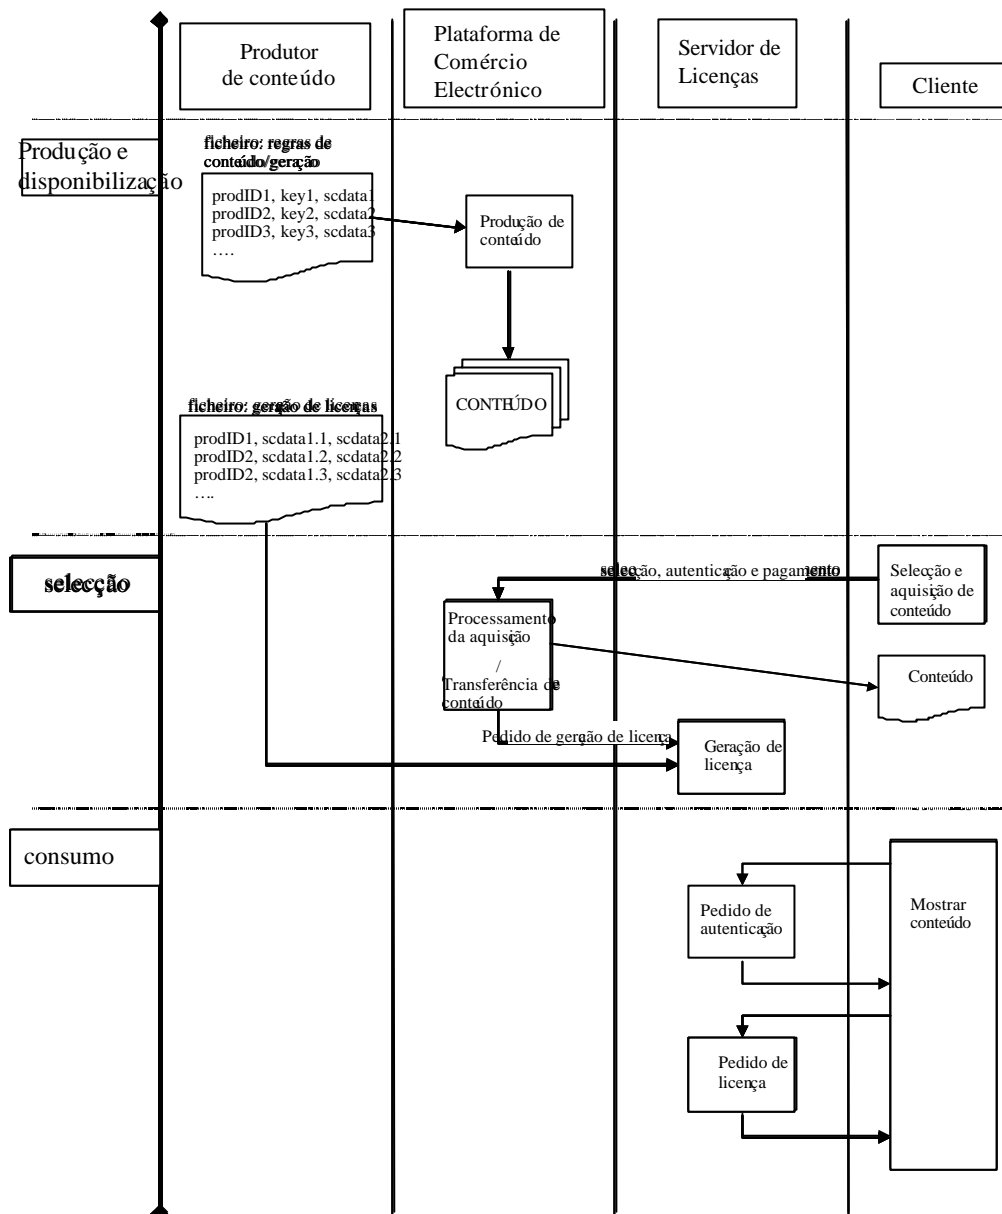 Produtor
de conteúdo
Plataforma de
Comércio
Electrónico
Servidor de
Licenças
Cliente
Produção e
disponibilização
ficheiro: regras de
conteúdo/geração
prodID1, key1, scdata1
prodID2, key2, scdata2
prodID3, key3, scdata3
….
Produção de
conteúdo
CONTEÚDO
ficheiro: geração de licenças
prodID1, scdata1.1, scdata2.1
prodID2, scdata1.2, scdata2.2
prodID2, scdata1.3, scdata2.3
….
selecção
selecção, autenticação e pagamento
Selecção e
aquisição de
conteúdo
Processamento
da aquisição
/
Transferência de
conteúdo
Conteúdo
Pedido de geração de licença
Geração de
licença
consumo
Pedido de
autenticação
Mostrar
conteúdo
Pedido de
licença